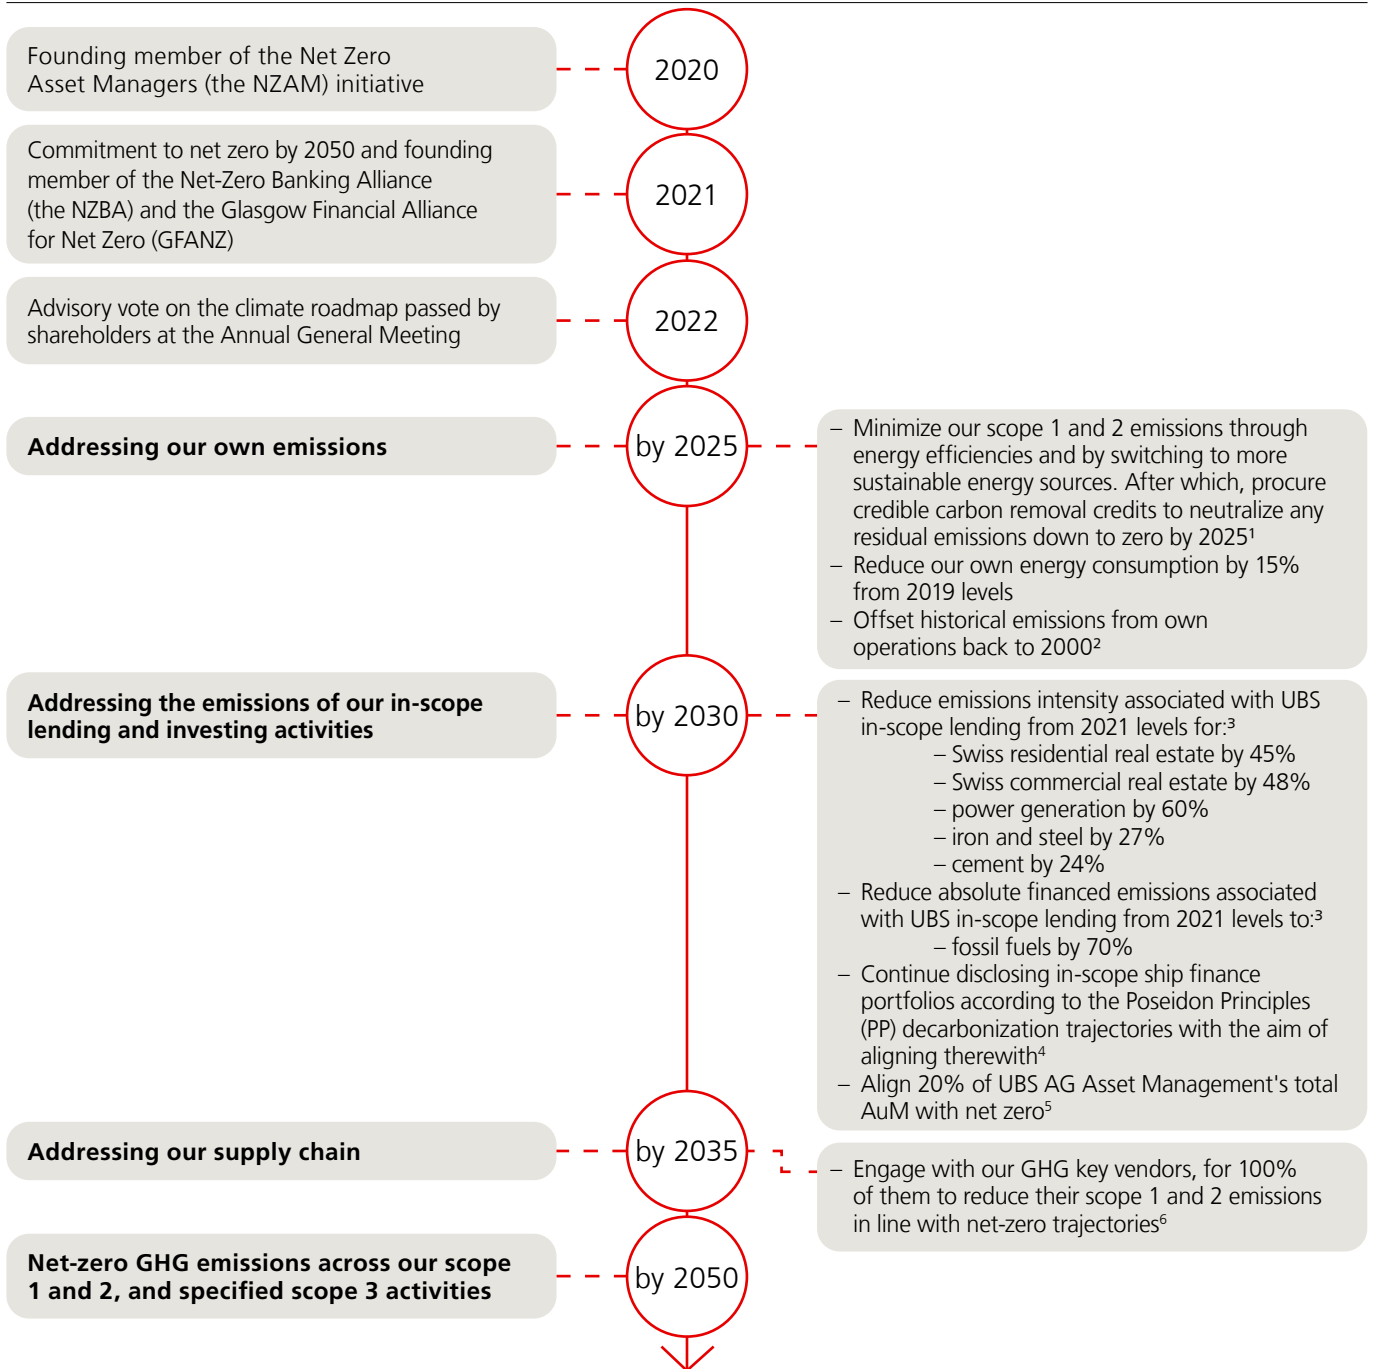 Founding member of the Net Zero
Asset Managers (the NZAM) initiative
2020
Commitment to net zero by 2050 and founding
member of the Net-Zero Banking Alliance
(the NZBA) and the Glasgow Financial Alliance
for Net Zero (GFANZ)
2021
Advisory vote on the climate roadmap passed by
shareholders at the Annual General Meeting
2022
Addressing our own emissions
by 2025
– Minimize our scope 1 and 2 emissions through
energy efficiencies and by switching to more
sustainable energy sources. After which, procure
credible carbon removal credits to neutralize any
residual emissions down to zero by 2025¹
– Reduce our own energy consumption by 15%
from 2019 levels
– Offset historical emissions from own
operations back to 2000²
Addressing the emissions of our in-scope
lending and investing activities
by 2030
– Reduce emissions intensity associated with UBS
in-scope lending from 2021 levels for:³
– Swiss residential real estate by 45%
– Swiss commercial real estate by 48%
– power generation by 60%
– iron and steel by 27%
– cement by 24%
– Reduce absolute financed emissions associated
with UBS in-scope lending from 2021 levels to:³
– fossil fuels by 70%
– Continue disclosing in-scope ship finance
portfolios according to the Poseidon Principles
(PP) decarbonization trajectories with the aim of
aligning therewith⁴
– Align 20% of UBS AG Asset Management's total
AuM with net zero⁵
Addressing our supply chain
by 2035
– Engage with our GHG key vendors, for 100%
of them to reduce their scope 1 and 2 emissions
in line with net-zero trajectories⁶
Net-zero GHG emissions across our scope
1 and 2, and specified scope 3 activities
by 2050